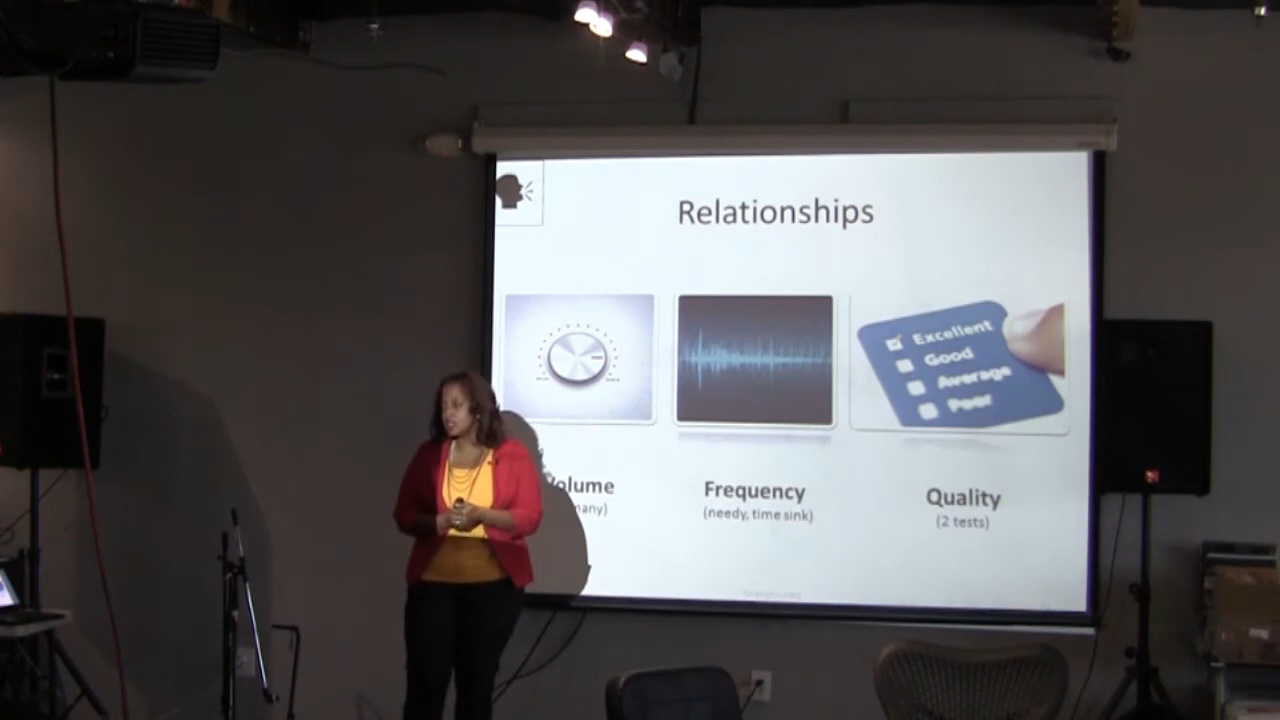 Relationships
Excellent
Good
Average
Poor
Volume
many)
Frequency
(needy, time sink)
Quality
(2 tests)